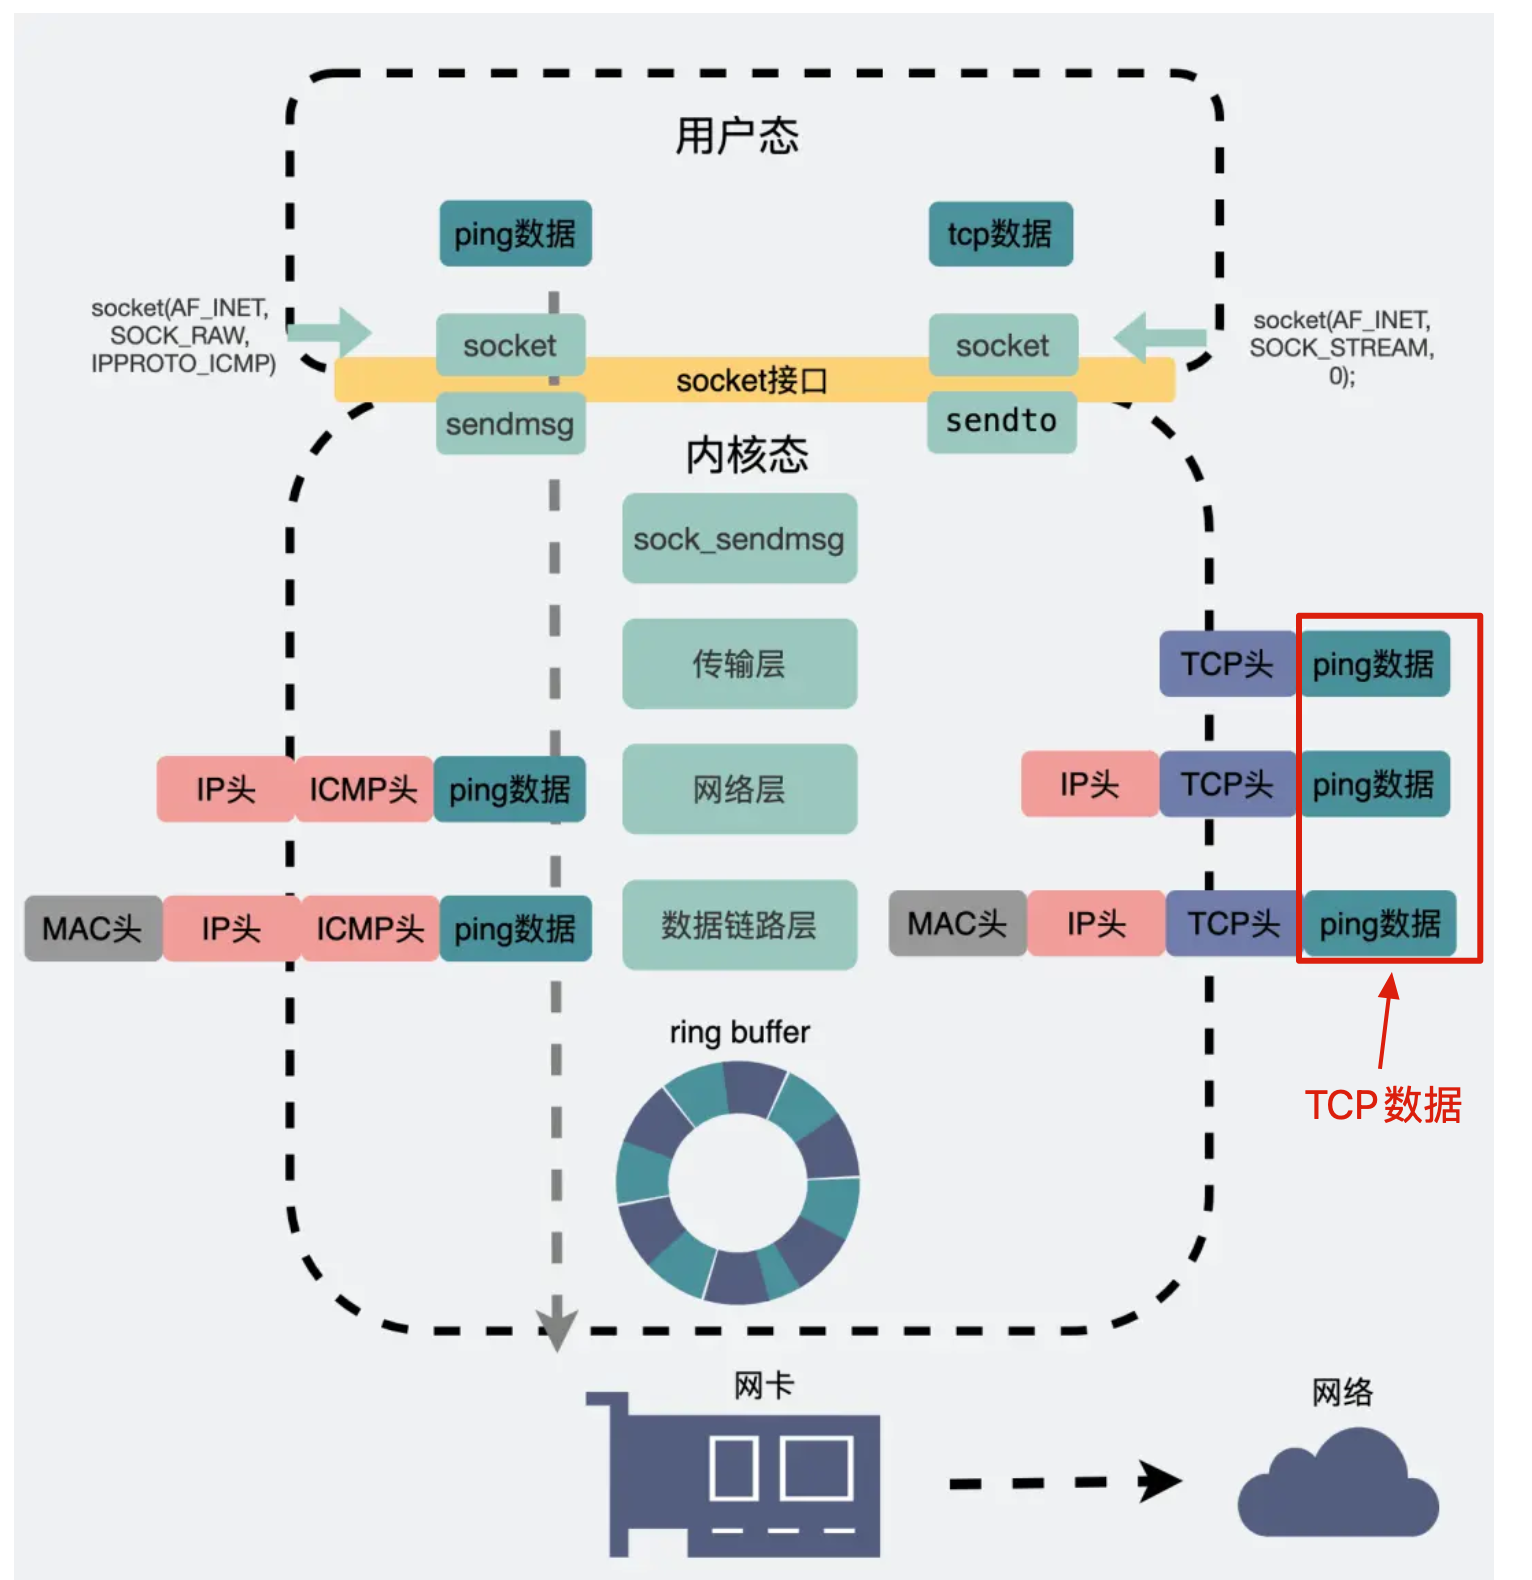 用户态
ping数据
tcp数据
socket(AF_INET,
SOCK_RAW,
IPPROTO_ICMP)
socket
socket
socket(AF_INET,
SOCK_STREAM,
0);
socket接口
sendmsg
sendto
内核态
sock_sendmsg
传输层
TCP头 ping数据
IP头 ICMP头 ping数据
网络层
IP头 TCP头 ping数据
MAC头 IP头 ICMP头 ping数据
数据链路层
MAC头 IP头 TCP头 ping数据
ring buffer
TCP 数据
网卡
网络